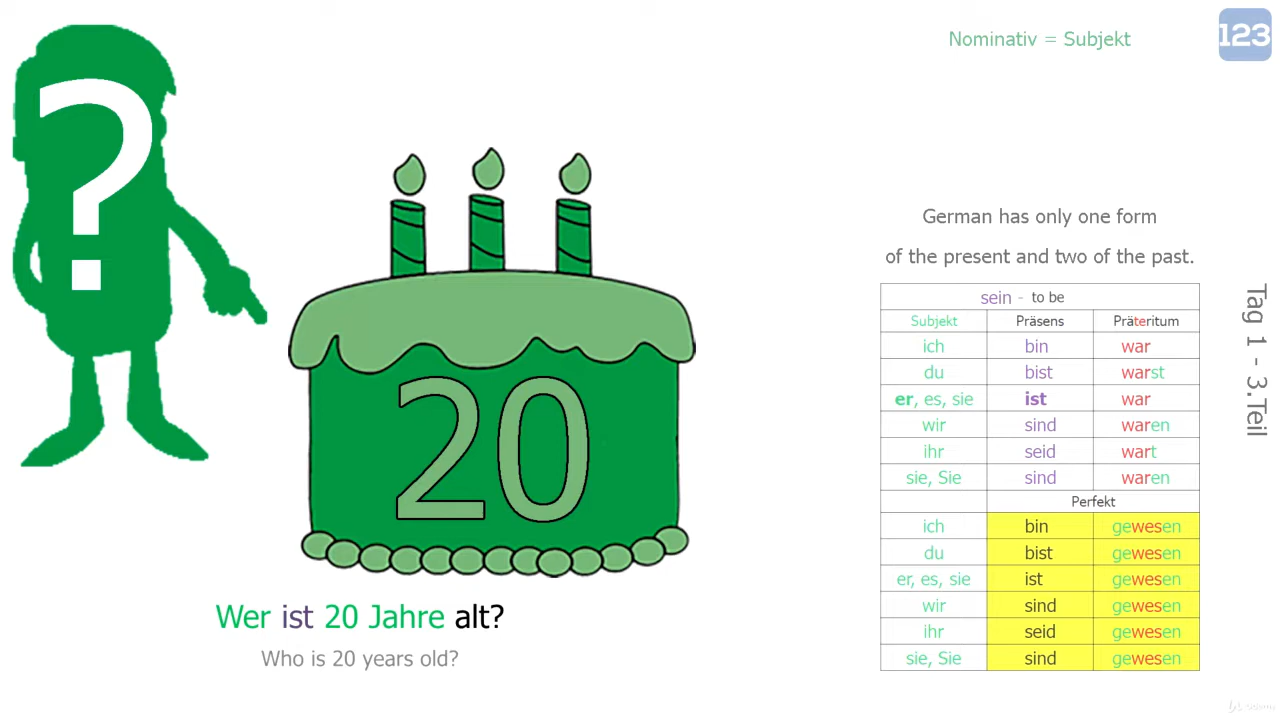 ?
Nominativ = Subjekt
123
20
Wer ist 20 Jahre alt?
Who is 20 years old?
German has only one form
of the present and two of the past.
sein - to be
Subjekt Präsens Präteritum
ich bin war
du bist warst
er, es, sie ist war
wir sind waren
ihr seid wart
sie, Sie sind waren
Perfekt
ich bin gewesen
du bist gewesen
er, es, sie ist gewesen
wir sind gewesen
ihr seid gewesen
sie, Sie sind gewesen
Tag 1 - 3.Teil